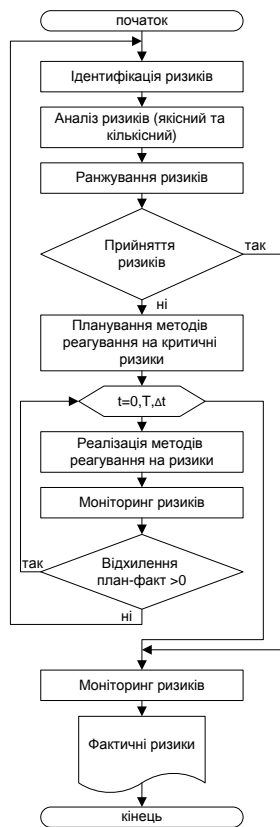 початок
Ідентифікація ризиків
Аналіз ризиків (якісний та
кількісний)
Ранжування ризиків
Прийняття
ризиків
так
ні
Планування методів
реагування на критичні
ризики
t=0,T,Δt
Реалізація методів
реагування на ризики
Моніторинг ризиків
Відхилення
план-факт >0
так
ні
Моніторинг ризиків
Фактичні ризики
кінець